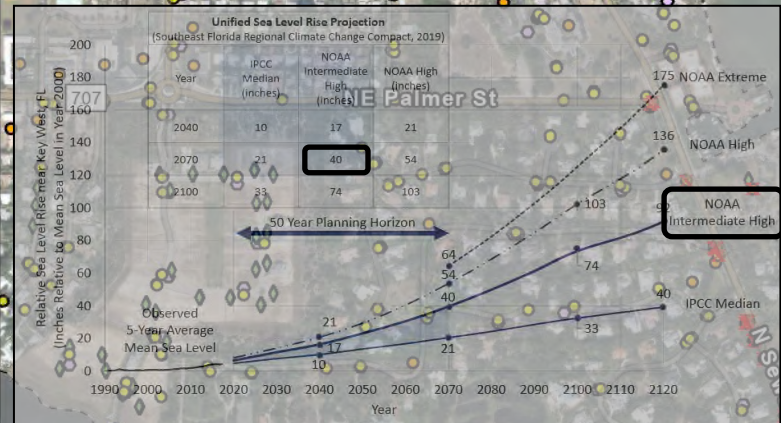 Unified Sea Level Rise Projection
(Southeast Florida Regional Climate Change Compact, 2019)
Year
IPCC Median (inches)
NOAA Intermediate High (inches)
NOAA High (inches)
2040 10 17 21
2070 21 40 54
2100 33 74 103
707
NE Palmer St
Relative Sea Level Rise near Key West, FL
(Inches Relative to Mean Sea Level in Year 2000)
200
180
160
140
120
100
80
60
40
20
0
175 NOAA Extreme
136
NOAA High
103
NOAA
Intermediate High
50 Year Planning Horizon
64
54
40
74
40
IPCC Median
33
21
17
10
21
Observed
5-Year Average
Mean Sea Level
1990 2000 2010 2020 2030 2040 2050 2060 2070 2080 2090 2100 2110 2120
Year